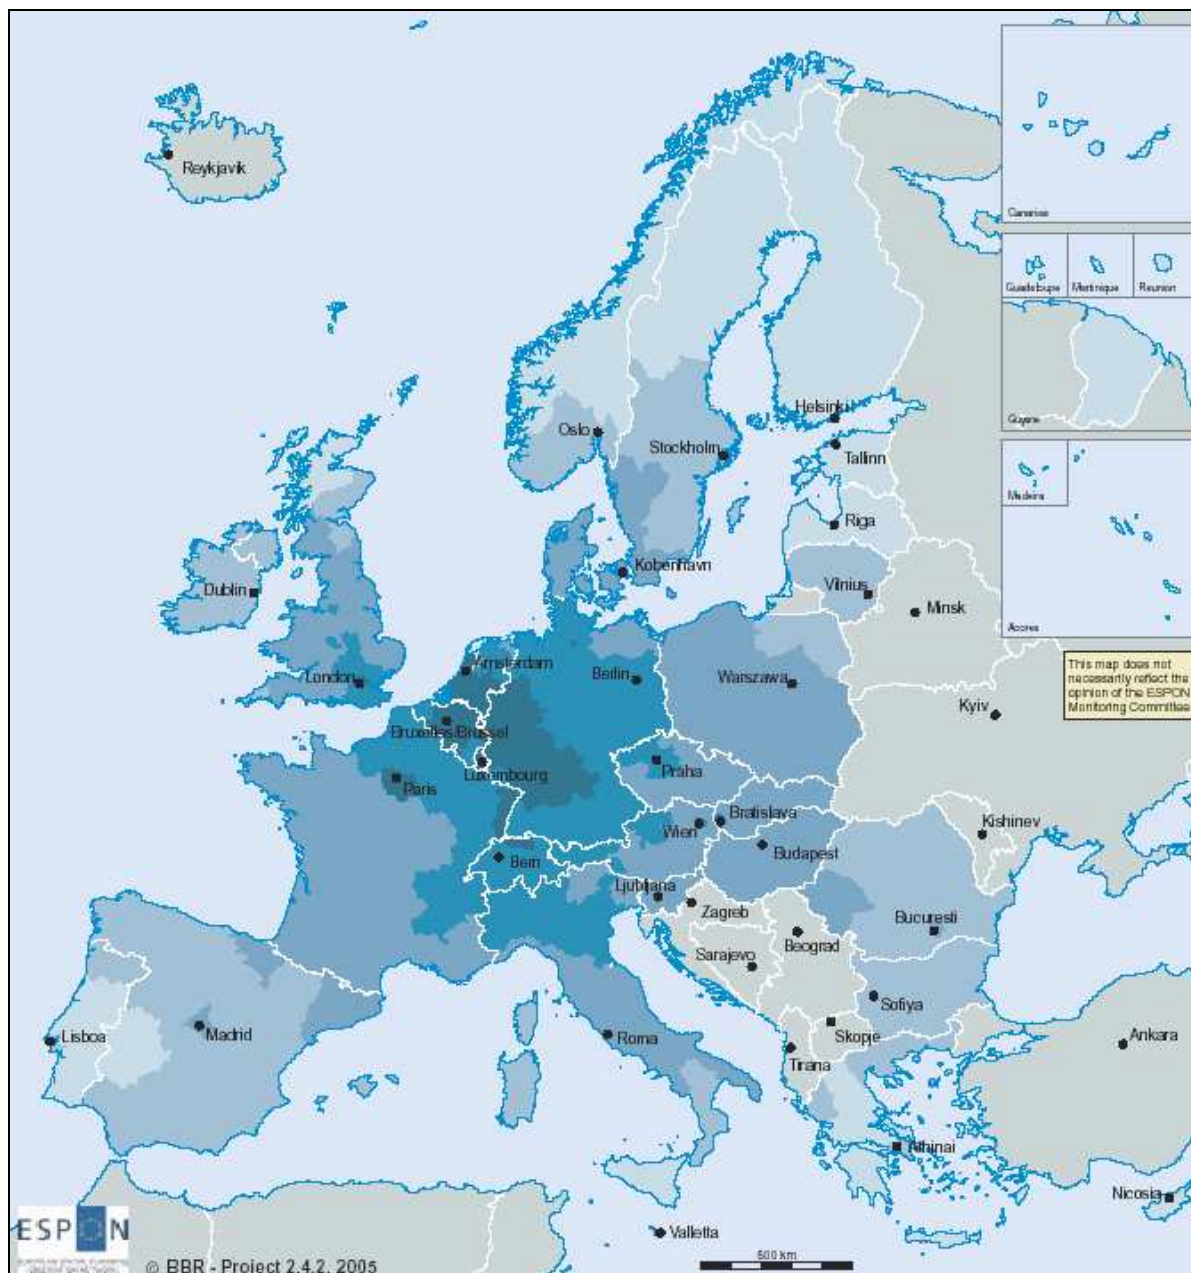 Reykjavik
Canarias
Guadeloupe
Martinique
Reunion
Guyane
Helsinki
Oslo
Stockholm
Tallinn
Madeira
Riga
Kobenhavn
Dublin
Vilnius
Minsk
Acores
Amsterdam
London
Berlin
Warszawa
This map does not
necessarily reflect the
opinion of the ESPON
Monitoring Committee
Kyiv
Bruxelles/Brussel
Luxembourg
Praha
Paris
Bratislava
Kishinev
Wien
Bern
Budapest
Ljubljana
Zagreb
Bucuresti
Beograd
Sarajevo
Sofiya
Lisboa
Madrid
Roma
Skopje
Ankara
Tirana
Athinai
Nicosia
ESPON
Valletta
500 km
© BBR - Project 2.4.2, 2005